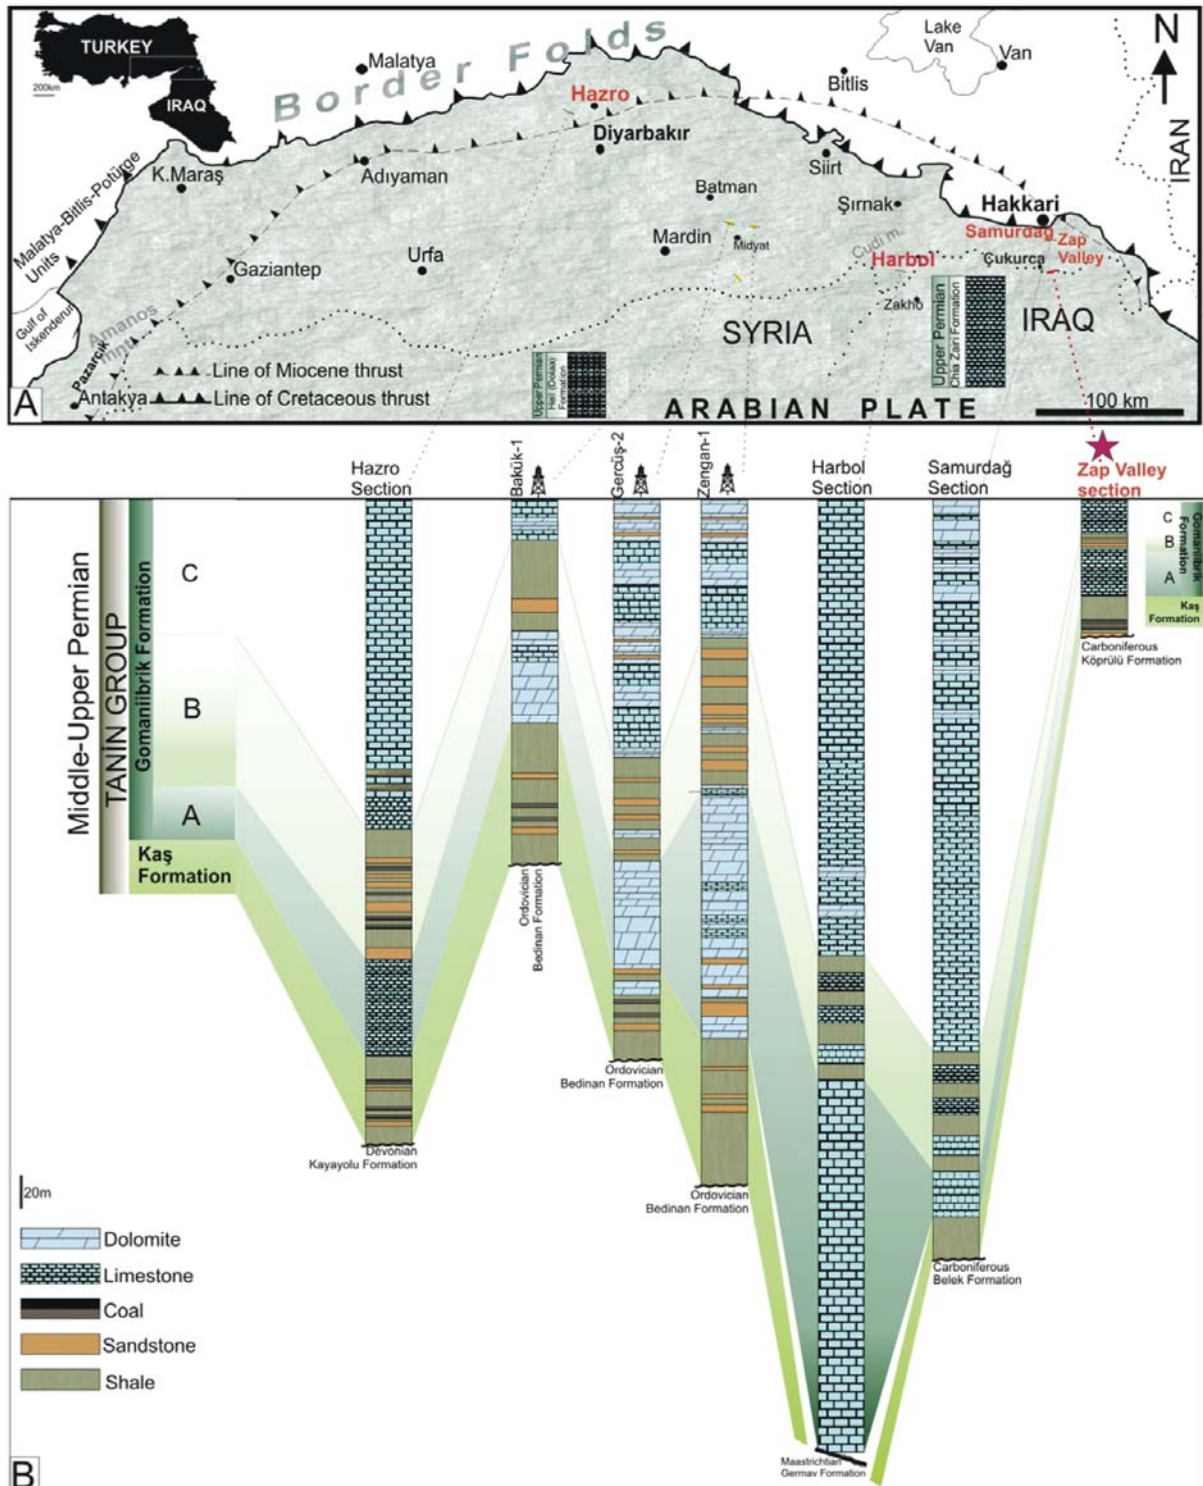 TURKEY
200km
IRAQ
Border Folds
Malatya
Lake
Van
Van
N
Bitlis
IRAN
Hazro
Diyarbakır
Malatya-Bitlis-Pötürge
Units
K.Maraş
Adıyaman
Siirt
Batman
Şırnak
Hakkari
Samurdağ
Zap
Valley
Urfa
Mardin
Midyat
Cudi m.
Harbol
Çukurca
Gaziantep
Zakho
Gulf of
Iskenderun
Amanos
mnt
Pazarcık
SYRIA
IRAQ
Upper Permian
Chia Zairi Formation
Upper Permian
Formation
Line of Miocene thrust
Line of Cretaceous thrust
Antakya
A
ARABIAN PLATE
100 km
Hazro
Section
Bakük-1
Gercüş-2
Zengan-1
Harbol
Section
Samurdağ
Section
Zap Valley
section
Middle-Upper Permian
TANİN GROUP
Gomaniibrik Formation
C
B
A
Kaş
Formation
C
B
A
Gomaniibrik
Formation
Kaş
Formation
Carboniferous
Köprülü Formation
Ordovician
Bedinan Formation
Ordovician
Bedinan Formation
Devonian
Kayayolu Formation
Ordovician
Bedinan Formation
Carboniferous
Belek Formation
20m
Dolomite
Limestone
Coal
Sandstone
Shale
Maastrichtian
Germav Formation
B